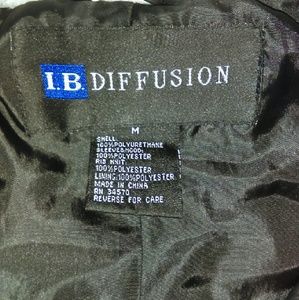 I.B. DIFFUSION
M
SHELL:
100%POLYURETHANE
SLEEVE&HOOD:
100%POLYESTER
RIB KNIT:
100%POLYESTER
LINING:100%POLYESTER
MADE IN CHINA
RN 34570
REVERSE FOR CARE